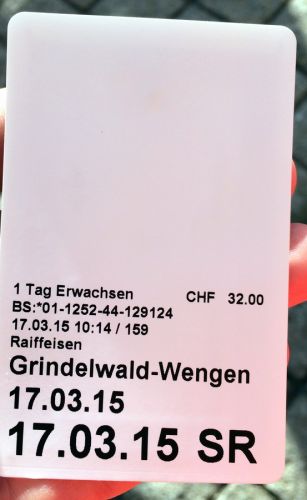 1 Tag Erwachsen CHF 32.00
BS:*01-1252-44-129124
17.03.15 10:14 / 159
Raiffeisen
Grindelwald-Wengen
17.03.15
17.03.15 SR